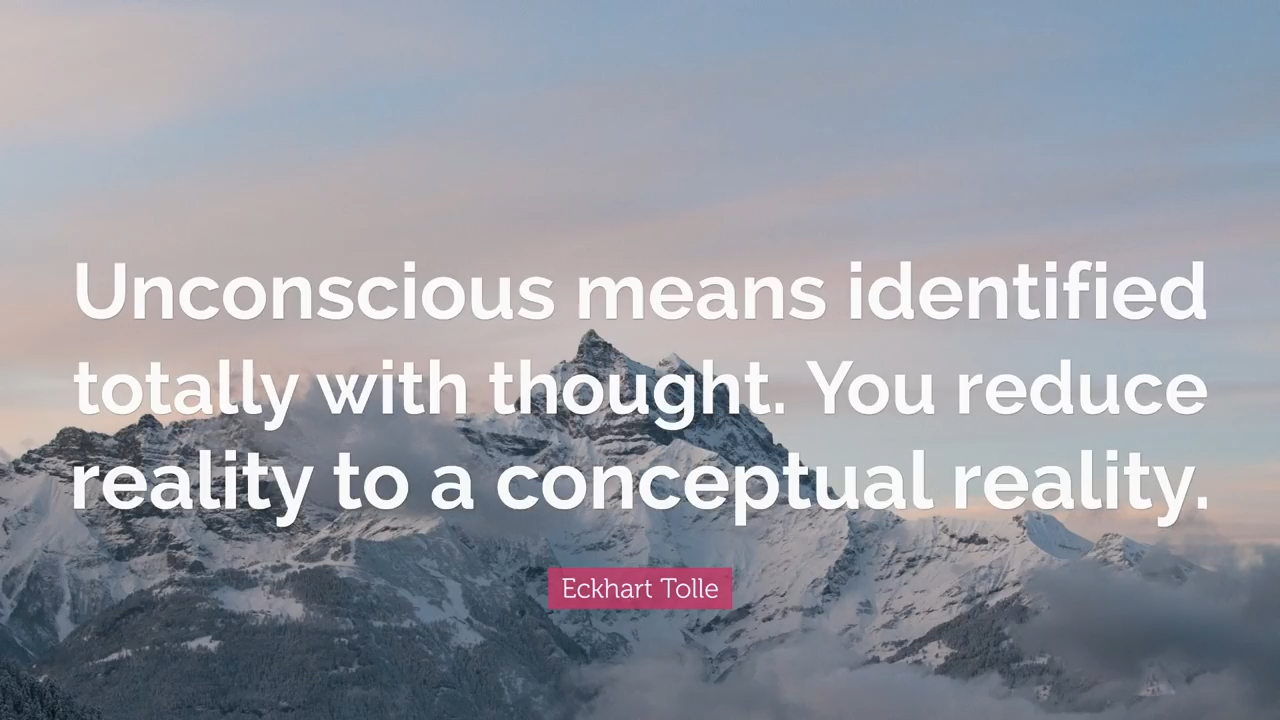 Unconscious means identified
totally with thought. You reduce
reality to a conceptual reality.
Eckhart Tolle